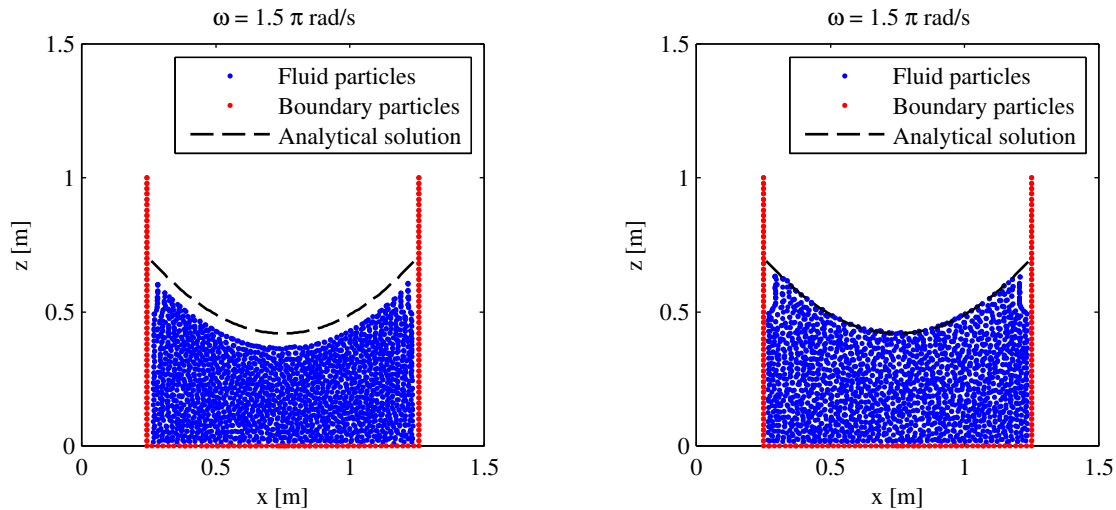 ω = 1.5 π rad/s
1.5
Fluid particles
Boundary particles
Analytical solution
1
z [m]
0.5
0
0
0.5
1
1.5
x [m]
ω = 1.5 π rad/s
1.5
Fluid particles
Boundary particles
Analytical solution
1
z [m]
0.5
0
0
0.5
1
1.5
x [m]